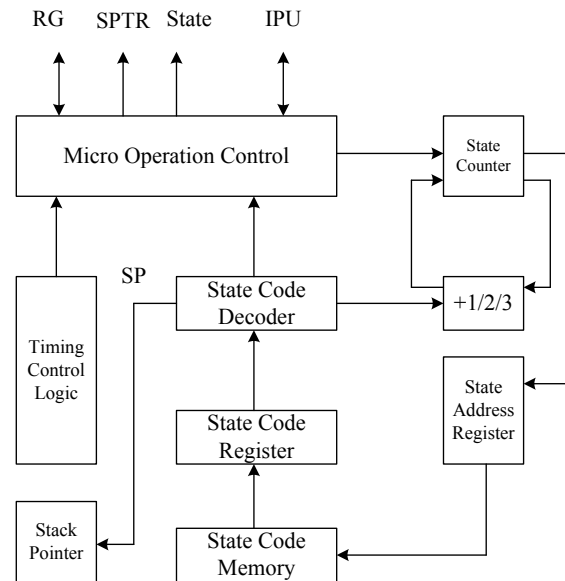 RG SPTR State IPU
Micro Operation Control
State
Counter
SP
State Code
Decoder
+1/2/3
Timing
Control
Logic
State
Address
Register
State Code
Register
Stack
Pointer
State Code
Memory